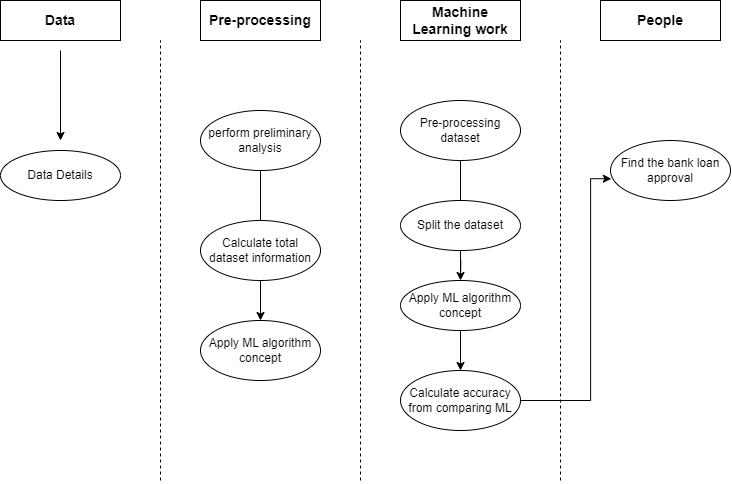 Data
Pre-processing
Machine
Learning work
People
Data Details
perform preliminary
analysis
Calculate total
dataset information
Apply ML algorithm
concept
Pre-processing
dataset
Split the dataset
Apply ML algorithm
concept
Calculate accuracy
from comparing ML
Find the bank loan
approval